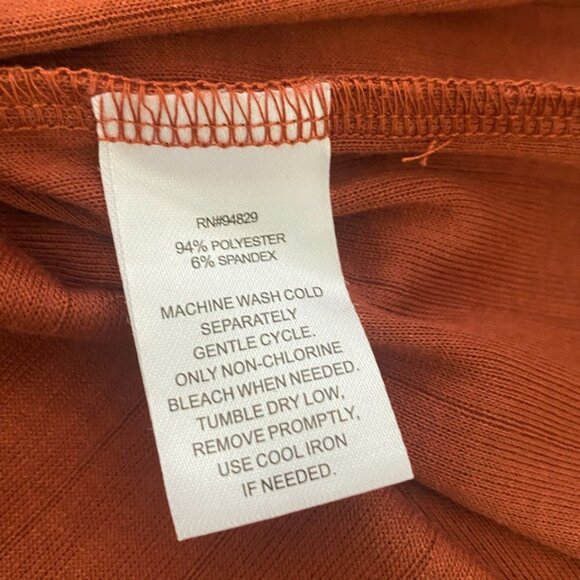 RN#94829
94% POLYESTER
6% SPANDEX
MACHINE WASH COLD
SEPARATELY
GENTLE CYCLE.
ONLY NON-CHLORINE
BLEACH WHEN NEEDED.
TUMBLE DRY LOW,
REMOVE PROMPTLY,
USE COOL IRON
IF NEEDED.